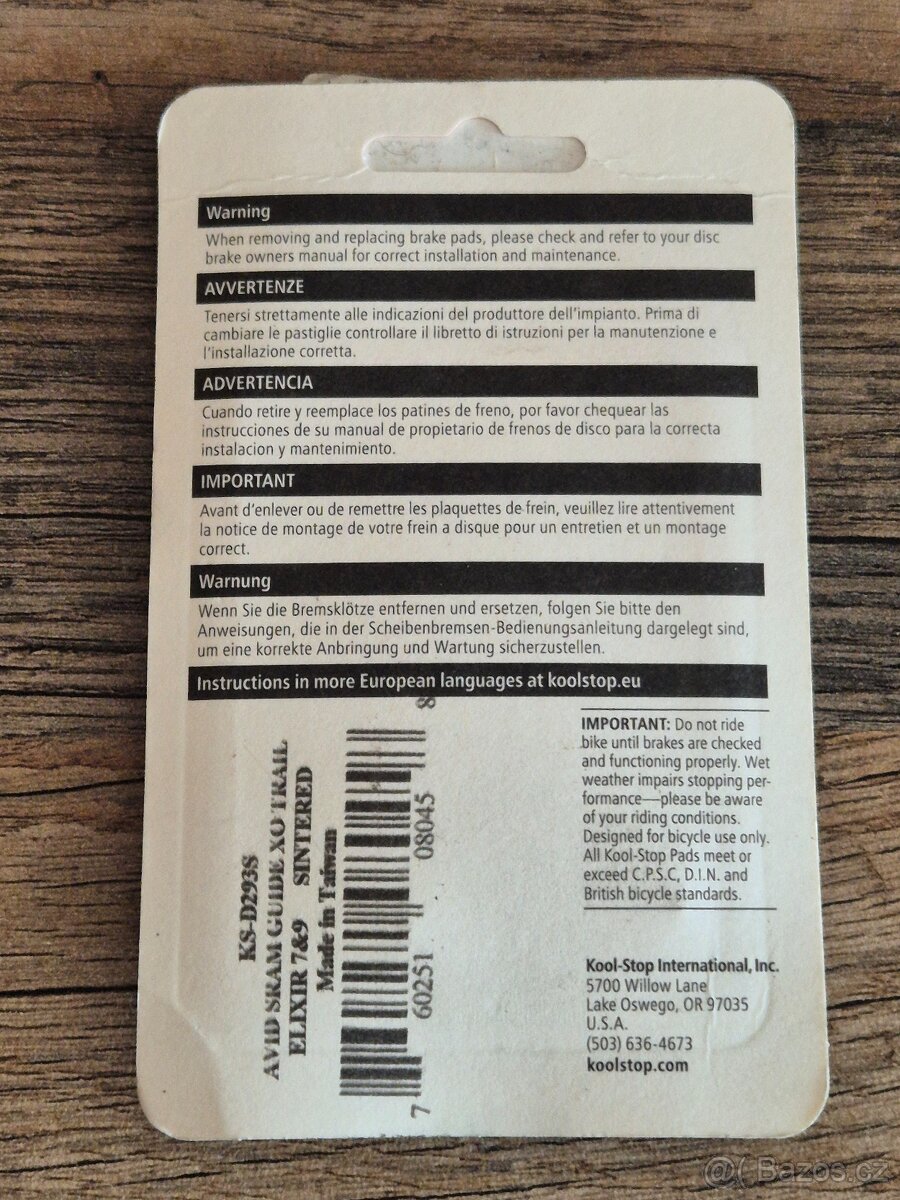 Warning
When removing and replacing brake pads, please check and refer to your disc
brake owners manual for correct installation and maintenance.
AVVERTENZE
Tenersi strettamente alle indicazioni del produttore dell'impianto. Prima di
cambiare le pastiglie controllare il libretto di istruzioni per la manutenzione e
l'installazione corretta.
ADVERTENCIA
Cuando retire y reemplace los patines de freno, por favor chequear las
instrucciones de su manual de propietario de frenos de disco para la correcta
instalacion y mantenimiento.
IMPORTANT
Avant d'enlever ou de remettre les plaquettes de frein, veuillez lire attentivement
la notice de montage de votre frein a disque pour un entretien et un montage
correct.
Warnung
Wenn Sie die Bremsklötze entfernen und ersetzen, folgen Sie bitte den
Anweisungen, die in der Scheibenbremsen-Bedienungsanleitung dargelegt sind,
um eine korrekte Anbringung und Wartung sicherzustellen.
Instructions in more European languages at koolstop.eu
KS-D293S
AVID SRAM GUIDE XO TRAIL
ELIXIR 7&9 SINTERED
Made in Taiwan
7 60251 08045 8
IMPORTANT: Do not ride
bike until brakes are checked
and functioning properly. Wet
weather impairs stopping per-
formance—please be aware
of your riding conditions.
Designed for bicycle use only.
All Kool-Stop Pads meet or
exceed C.P.S.C, D.I.N. and
British bicycle standards.
Kool-Stop International, Inc.
5700 Willow Lane
Lake Oswego, OR 97035
U.S.A.
(503) 636-4673
koolstop.com
@( Bazos.cz